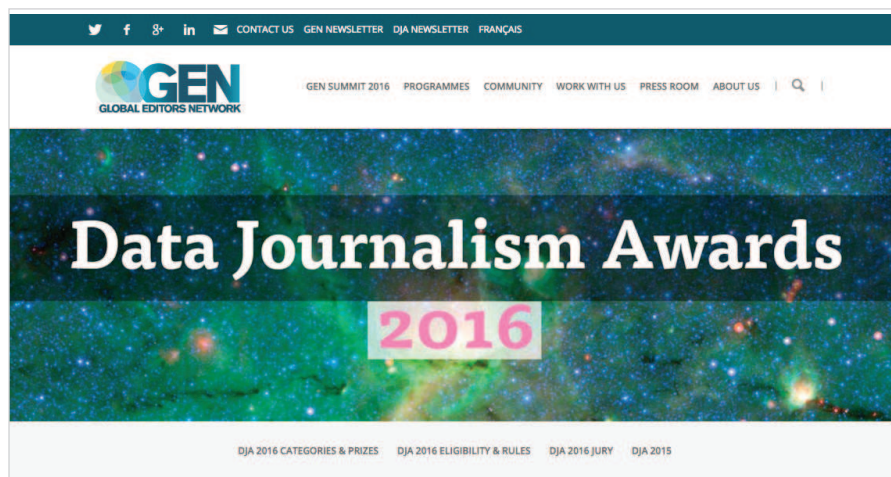 CONTACT US GEN NEWSLETTER DJA NEWSLETTER FRANÇAIS
GEN
GLOBAL EDITORS NETWORK
GEN SUMMIT 2016 PROGRAMMES COMMUNITY WORK WITH US PRESS ROOM ABOUT US
Data Journalism Awards
2016
DJA 2016 CATEGORIES & PRIZES DJA 2016 ELIGIBILITY & RULES DJA 2016 JURY DJA 2015